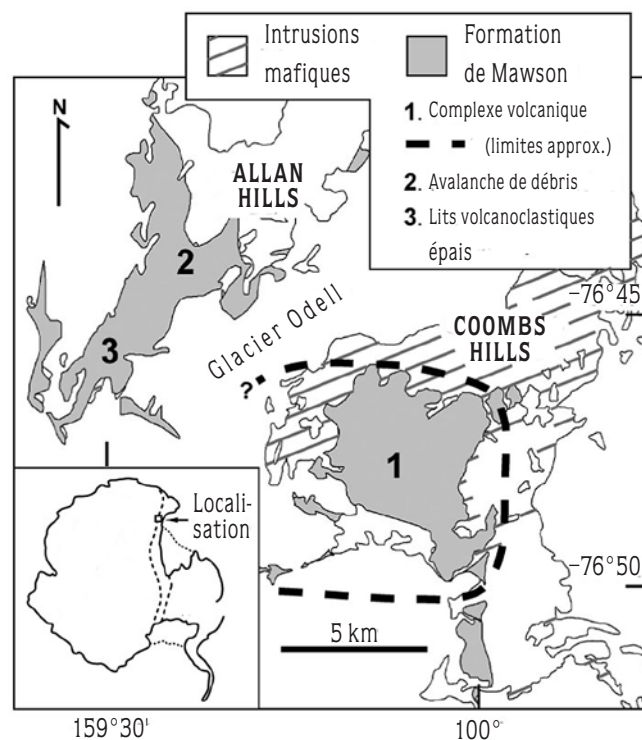 Intrusions
mafiques
Formation
de Mawson
1. Complexe volcanique
(limites approx.)
2. Avalanche de débris
3. Lits volcanoclastiques
épais
N
ALLAN
HILLS
2
3
Glacier Odell
?
COOMBS
HILLS
1
-76°45
-76°50
5 km
Locali-
sation
159°30'
100°